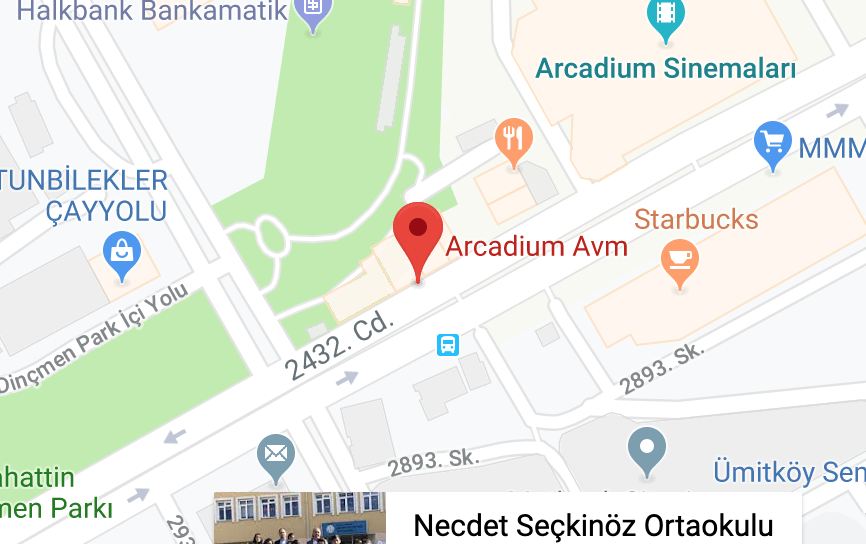 Halkbank Bankamatik
Arcadium Sinemaları
MMM
TUNBİLEKLER
ÇAYYOLU
Starbucks
Arcadium Avm
Dinçmen Park İçi Yolu
2432. Cd.
2893. Sk.
2893. Sk.
Ümitköy Sen
ahattin
men Parkı
293
Necdet Seçkinöz Ortaokulu